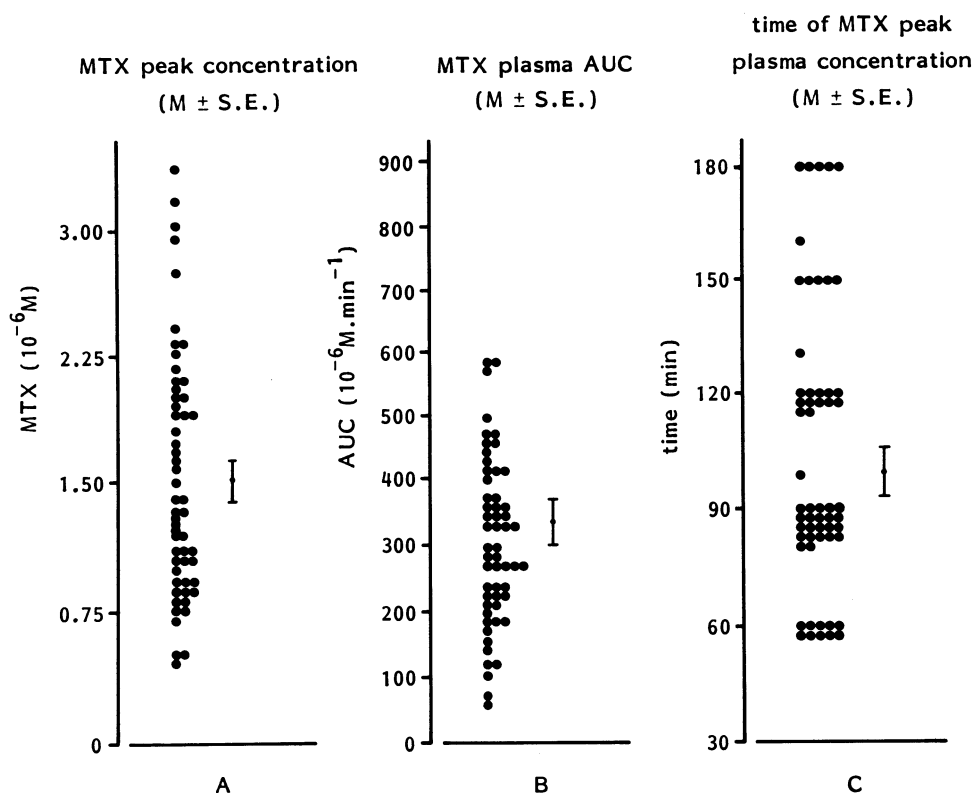 MTX peak concentration
(M ± S.E.)
MTX (10⁻⁶M)
3.00
2.25
1.50
0.75
0
A
MTX plasma AUC
(M ± S.E.)
AUC (10⁻⁶M.min⁻¹)
900
800
700
600
500
400
300
200
100
0
B
time of MTX peak
plasma concentration
(M ± S.E.)
time (min)
180
150
120
90
60
30
C